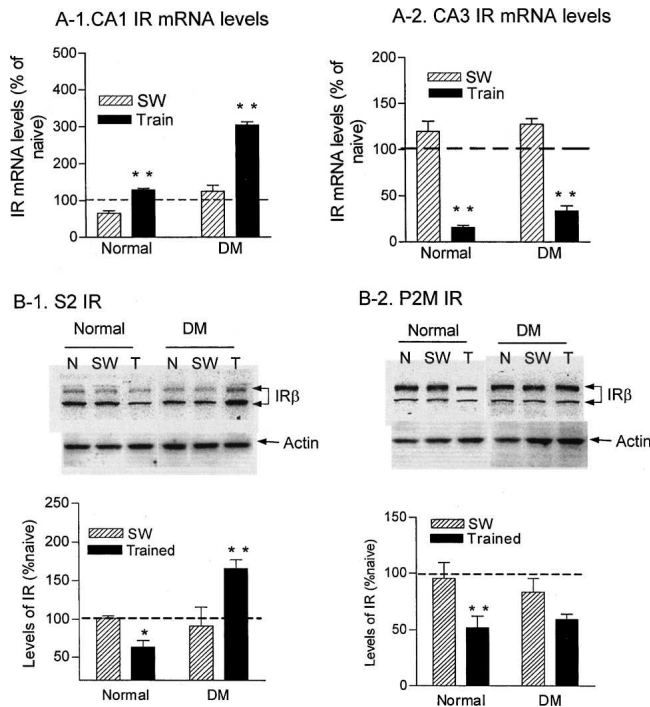 A-1.CA1 IR mRNA levels
IR mRNA levels (% of naive)
500
400
300
200
100
0
SW
Train
* *
* *
Normal DM
A-2. CA3 IR mRNA levels
IR mRNA levels (% of naive)
200
150
100
50
0
SW
Train
* *
* *
Normal DM
B-1. S2 IR
Normal DM
N SW T N SW T
IRβ
Actin
Levels of IR (%naive)
250
200
150
100
50
SW
Trained
*
* *
Normal DM
B-2. P2M IR
Normal DM
N SW T N SW T
IRβ
Actin
Levels of IR (%naive)
150
100
50
0
SW
Trained
* *
Normal DM